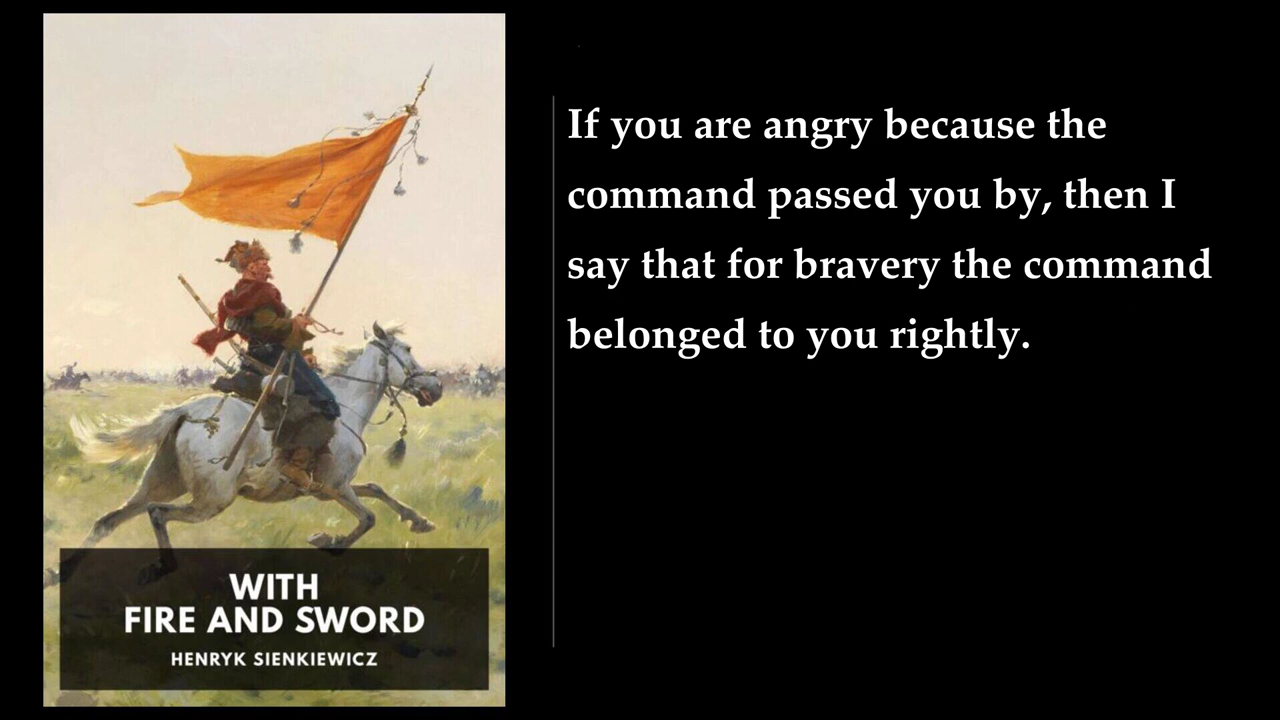 If you are angry because the
command passed you by, then I
say that for bravery the command
belonged to you rightly.
WITH
FIRE AND SWORD
HENRYK SIENKIEWICZ